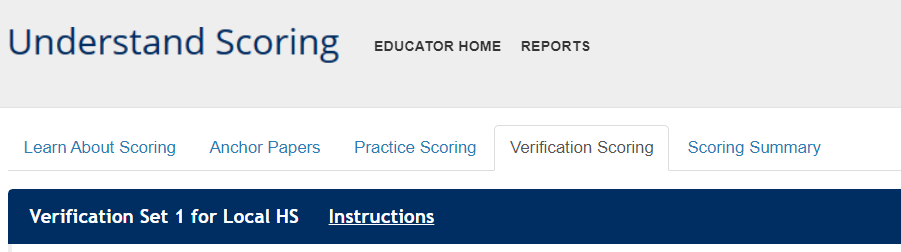 Understand Scoring EDUCATOR HOME REPORTS
Learn About Scoring Anchor Papers Practice Scoring Verification Scoring Scoring Summary
Verification Set 1 for Local HS Instructions